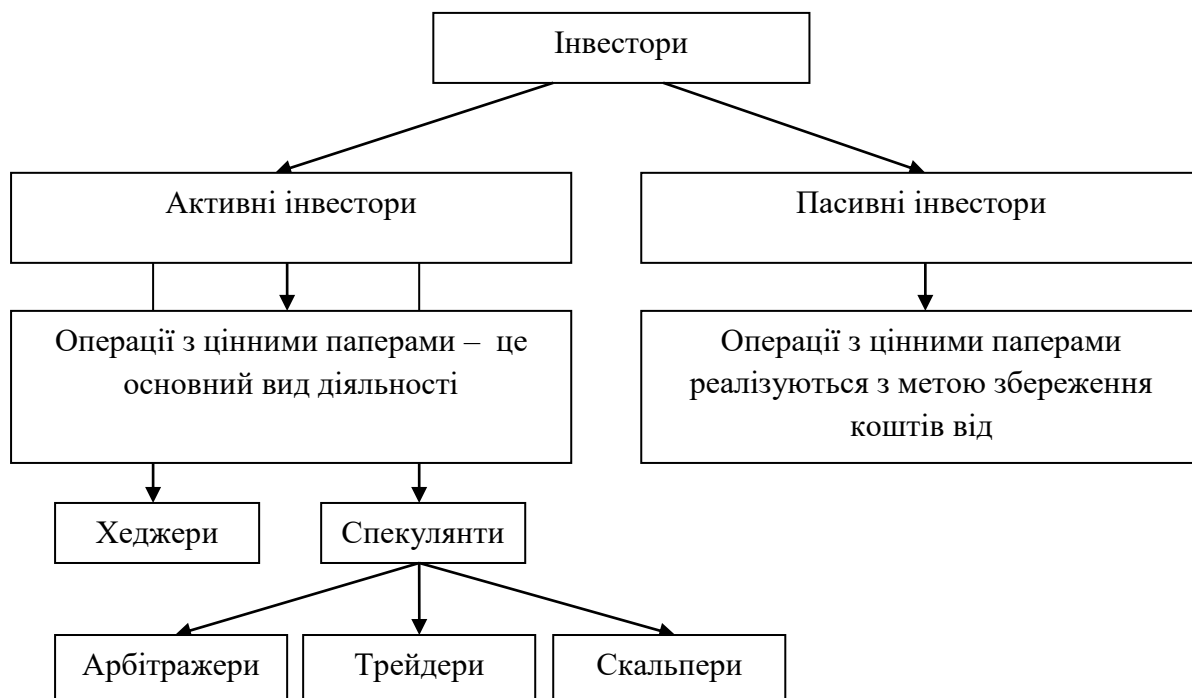 Інвестори
Активні інвестори
Пасивні інвестори
Операції з цінними паперами – це
основний вид діяльності
Операції з цінними паперами
реалізуються з метою збереження
коштів від
Хеджери
Спекулянти
Арбітражери
Трейдери
Скальпери